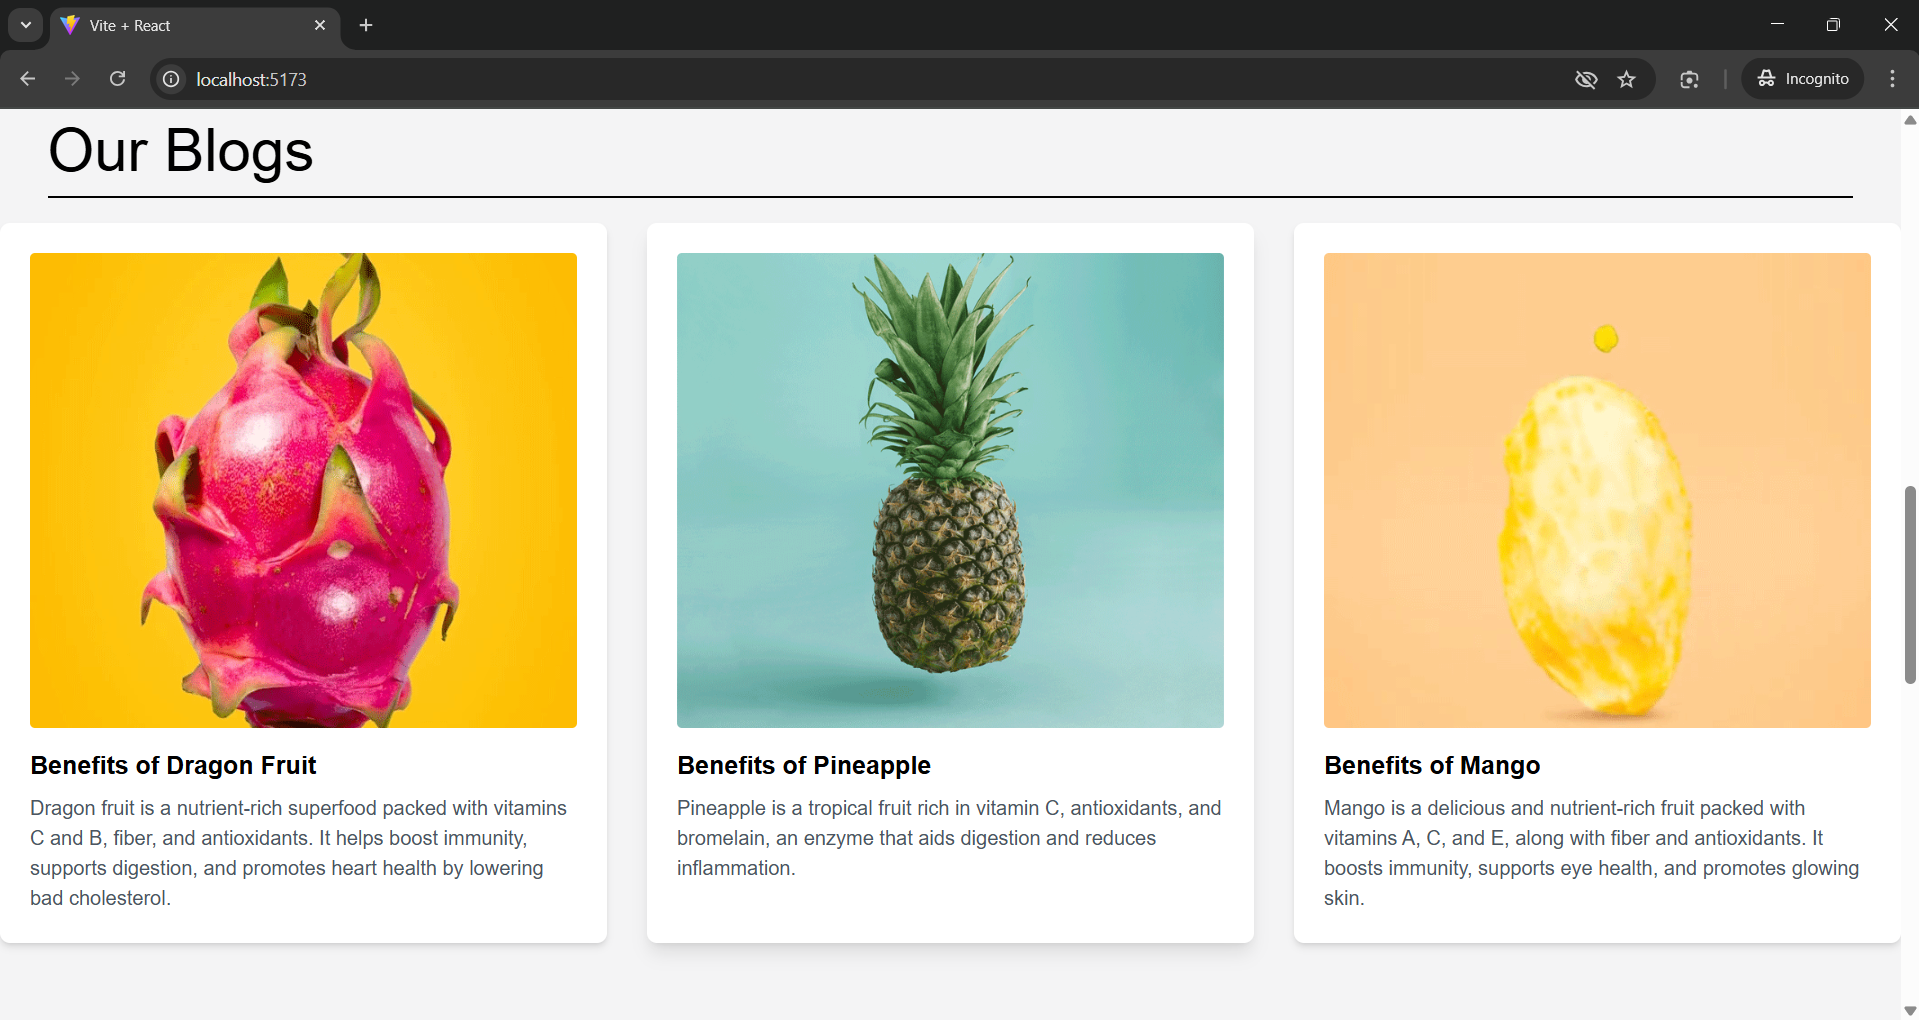 Vite + React
localhost:5173
Incognito
Our Blogs
Benefits of Dragon Fruit
Dragon fruit is a nutrient-rich superfood packed with vitamins
C and B, fiber, and antioxidants. It helps boost immunity,
supports digestion, and promotes heart health by lowering
bad cholesterol.
Benefits of Pineapple
Pineapple is a tropical fruit rich in vitamin C, antioxidants, and
bromelain, an enzyme that aids digestion and reduces
inflammation.
Benefits of Mango
Mango is a delicious and nutrient-rich fruit packed with
vitamins A, C, and E, along with fiber and antioxidants. It
boosts immunity, supports eye health, and promotes glowing
skin.